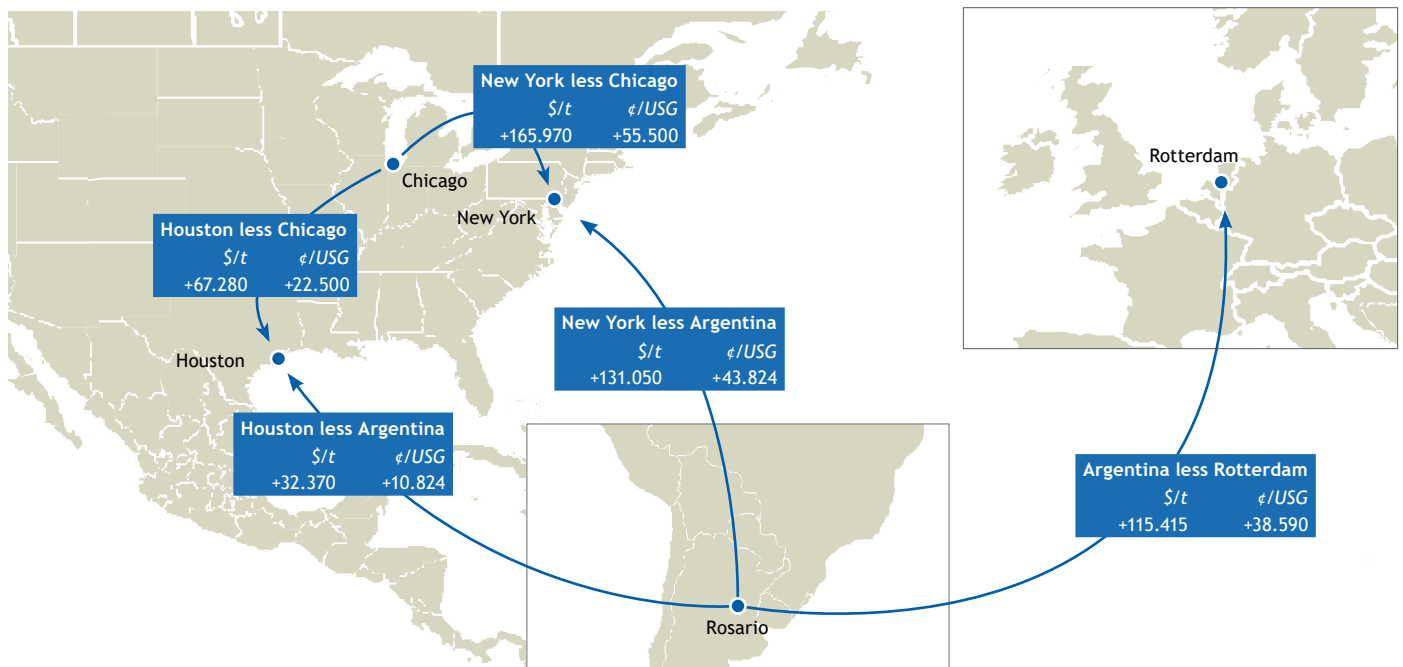 New York less Chicago
$/t ¢/USG
+165.970 +55.500
Chicago
New York
Rotterdam
Houston less Chicago
$/t ¢/USG
+67.280 +22.500
Houston
New York less Argentina
$/t ¢/USG
+131.050 +43.824
Houston less Argentina
$/t ¢/USG
+32.370 +10.824
Argentina less Rotterdam
$/t ¢/USG
+115.415 +38.590
Rosario